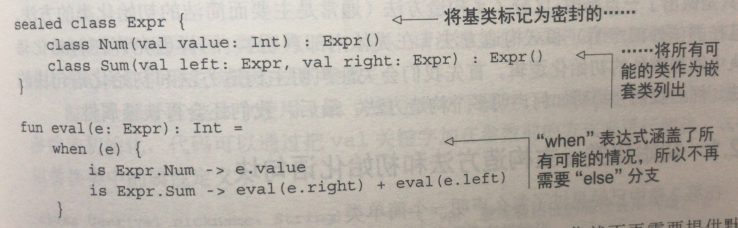 sealed class Expr {
将基类标记为密封的……
class Num(val value: Int) : Expr()
class Sum(val left: Expr, val right: Expr) : Expr()
}
……将所有可
能的类作为嵌
套类列出
fun eval(e: Expr): Int =
when (e) {
is Expr.Num -> e.value
is Expr.Sum -> eval(e.right) + eval(e.left)
}
“when” 表达式涵盖了所
有可能的情况，所以不再
需要 “else” 分支